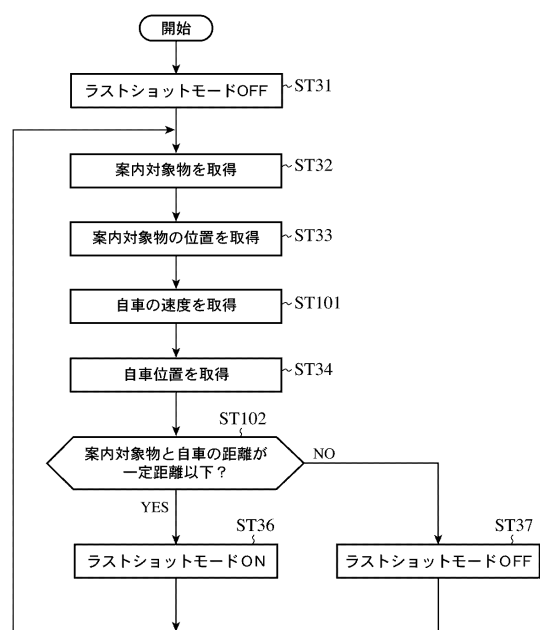 開始
ラストショットモードOFF
ST31
案内対象物を取得
ST32
案内対象物の位置を取得
ST33
自車の速度を取得
ST101
自車位置を取得
ST34
ST102
案内対象物と自車の距離が
一定距離以下？
NO
YES
ST36
ST37
ラストショットモードON
ラストショットモードOFF